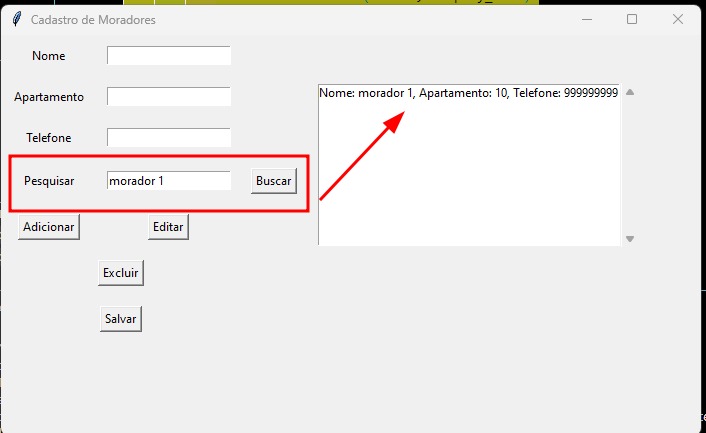 Cadastro de Moradores
Nome
Apartamento
Telefone
Pesquisar morador 1 Buscar
Adicionar Editar
Excluir
Salvar
Nome: morador 1, Apartamento: 10, Telefone: 999999999